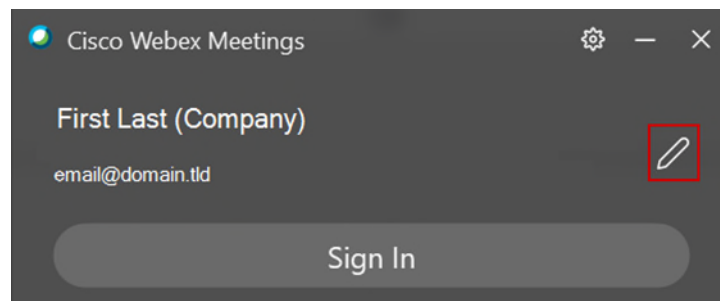 Cisco Webex Meetings
First Last (Company)
email@domain.tld
Sign In